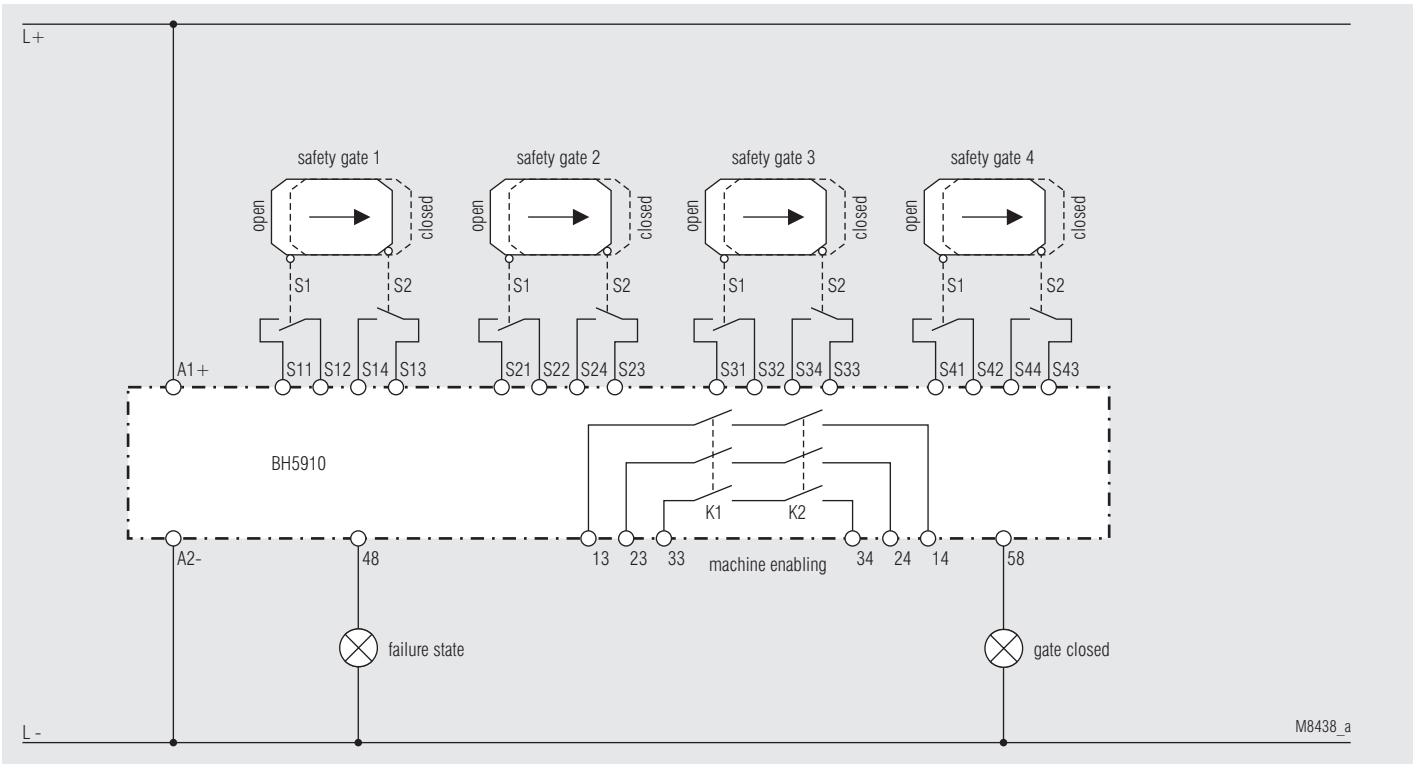 L+
safety gate 1 safety gate 2 safety gate 3 safety gate 4
open closed open closed open closed open closed
S1 S2 S1 S2 S1 S2 S1 S2
A1+ S11 S12 S14 S13 S21 S22 S24 S23 S31 S32 S34 S33 S41 S42 S44 S43
BH5910
K1 K2
A2- 48 13 23 33 machine enabling 34 24 14 58
failure state gate closed
L -
M8438_a